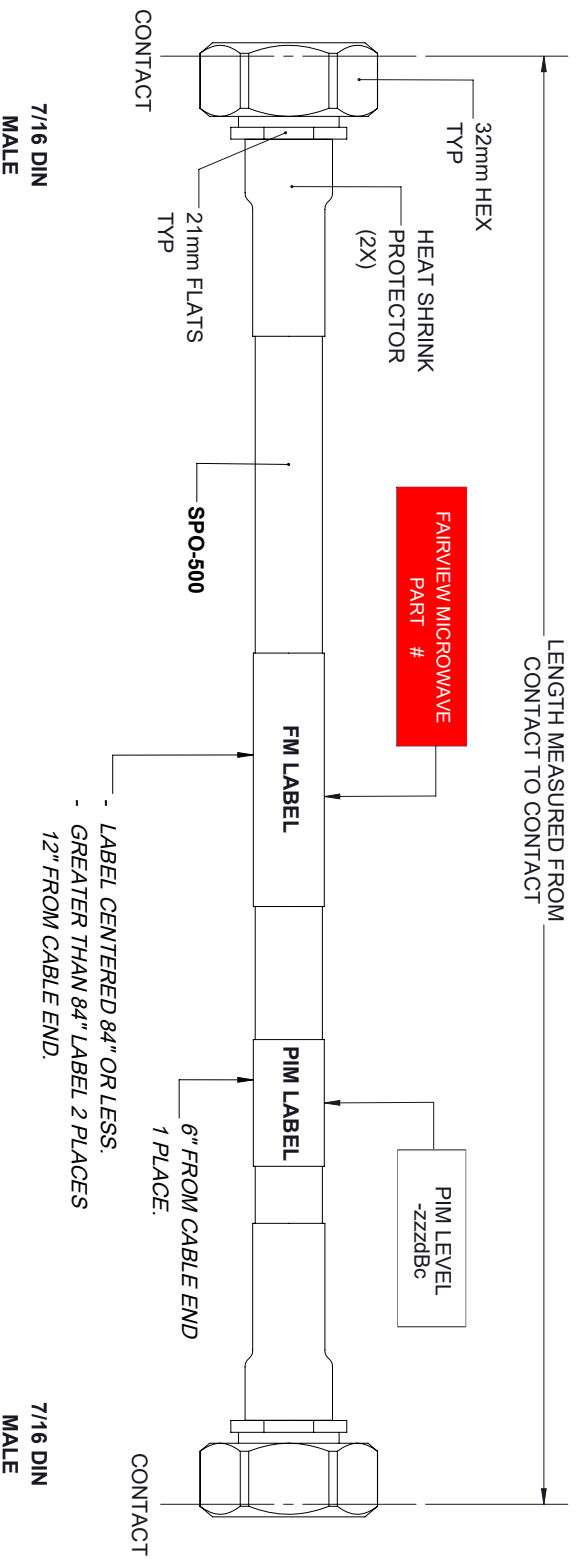 LENGTH MEASURED FROM
CONTACT TO CONTACT
32mm HEX
TYP
HEAT SHRINK
PROTECTOR
(2X)
FAIRVIEW MICROWAVE
PART #
PIM LEVEL
-zzzdBc
FM LABEL
PIM LABEL
CONTACT
21mm FLATS
TYP
SPO-500
6" FROM CABLE END
1 PLACE.
CONTACT
- LABEL CENTERED 84" OR LESS.
- GREATER THAN 84" LABEL 2 PLACES
12" FROM CABLE END.
7/16 DIN
MALE
7/16 DIN
MALE